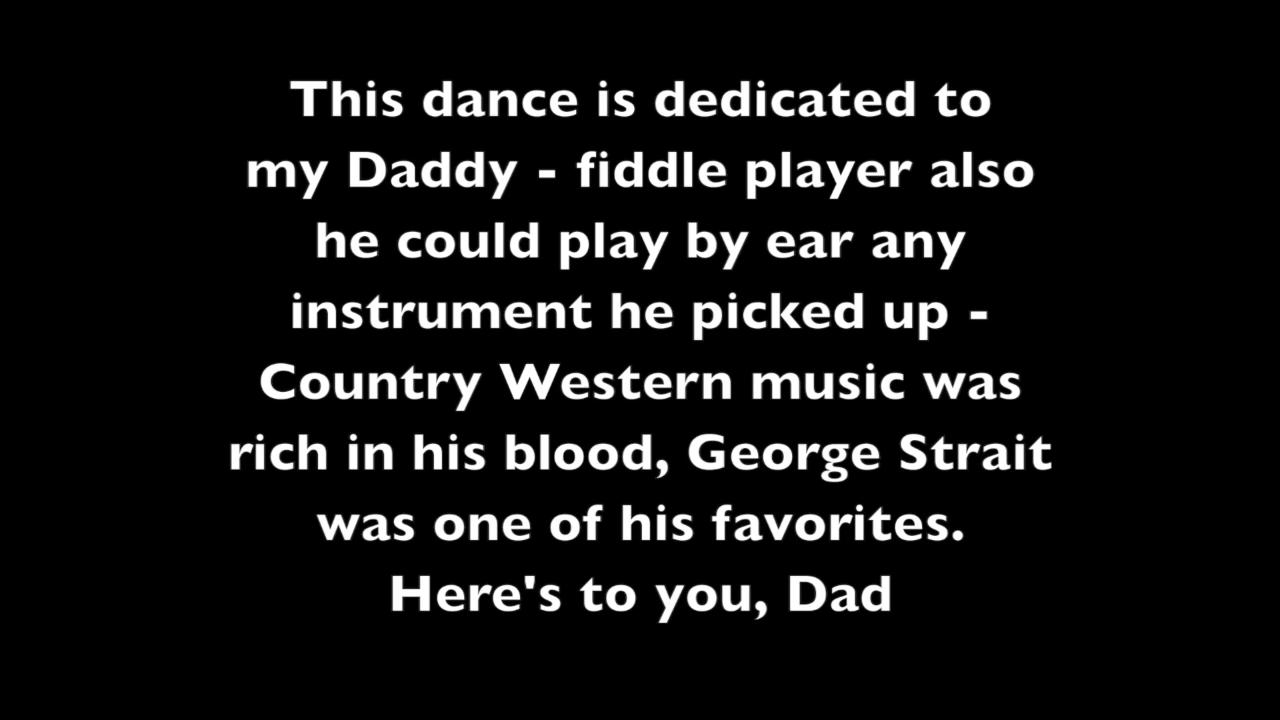 This dance is dedicated to
my Daddy - fiddle player also
he could play by ear any
instrument he picked up -
Country Western music was
rich in his blood, George Strait
was one of his favorites.
Here's to you, Dad